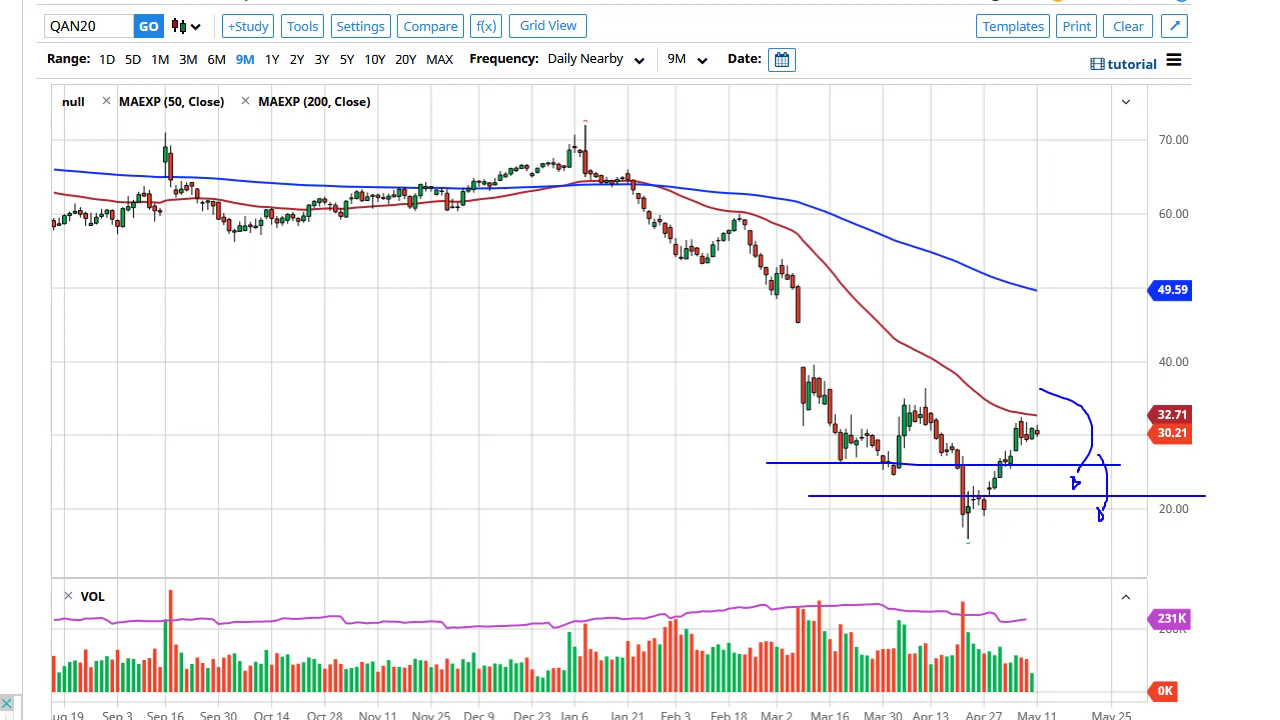 QAN20 GO +Study Tools Settings Compare f(x) Grid View Templates Print Clear
Range: 1D 5D 1M 3M 6M 9M 1Y 2Y 3Y 5Y 10Y 20Y MAX Frequency: Daily Nearby 9M Date: tutorial
null × MAEXP (50, Close) × MAEXP (200, Close)
70.00
60.00
49.59
40.00
32.71
30.21
20.00
× VOL
231K
0K
Sep 3 Sep 16 Sep 30 Oct 14 Oct 28 Nov 11 Nov 25 Dec 9 Dec 23 Jan 6 Jan 21 Feb 3 Feb 18 Mar 2 Mar 16 Mar 30 Apr 13 Apr 27 May 11 May 25